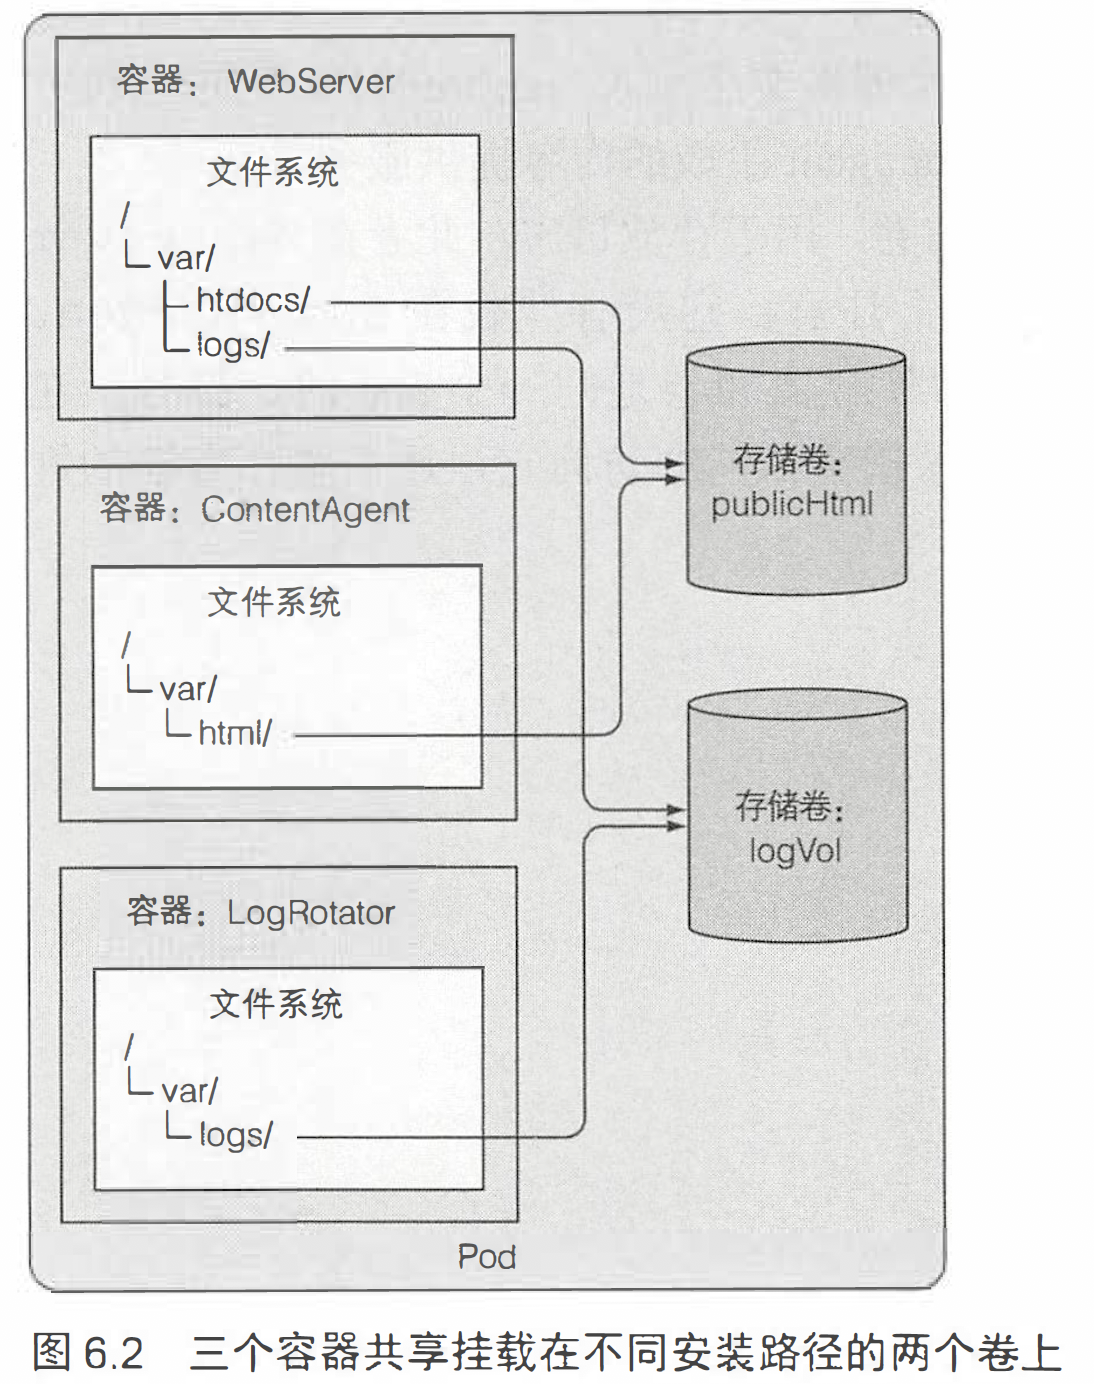 容器：WebServer
文件系统
/
var/
htdocs/
logs/
容器：ContentAgent
文件系统
/
var/
html/
容器：LogRotator
文件系统
/
var/
logs/
存储卷：
publicHtml
存储卷：
logVol
Pod
图 6.2 三个容器共享挂载在不同安装路径的两个卷上